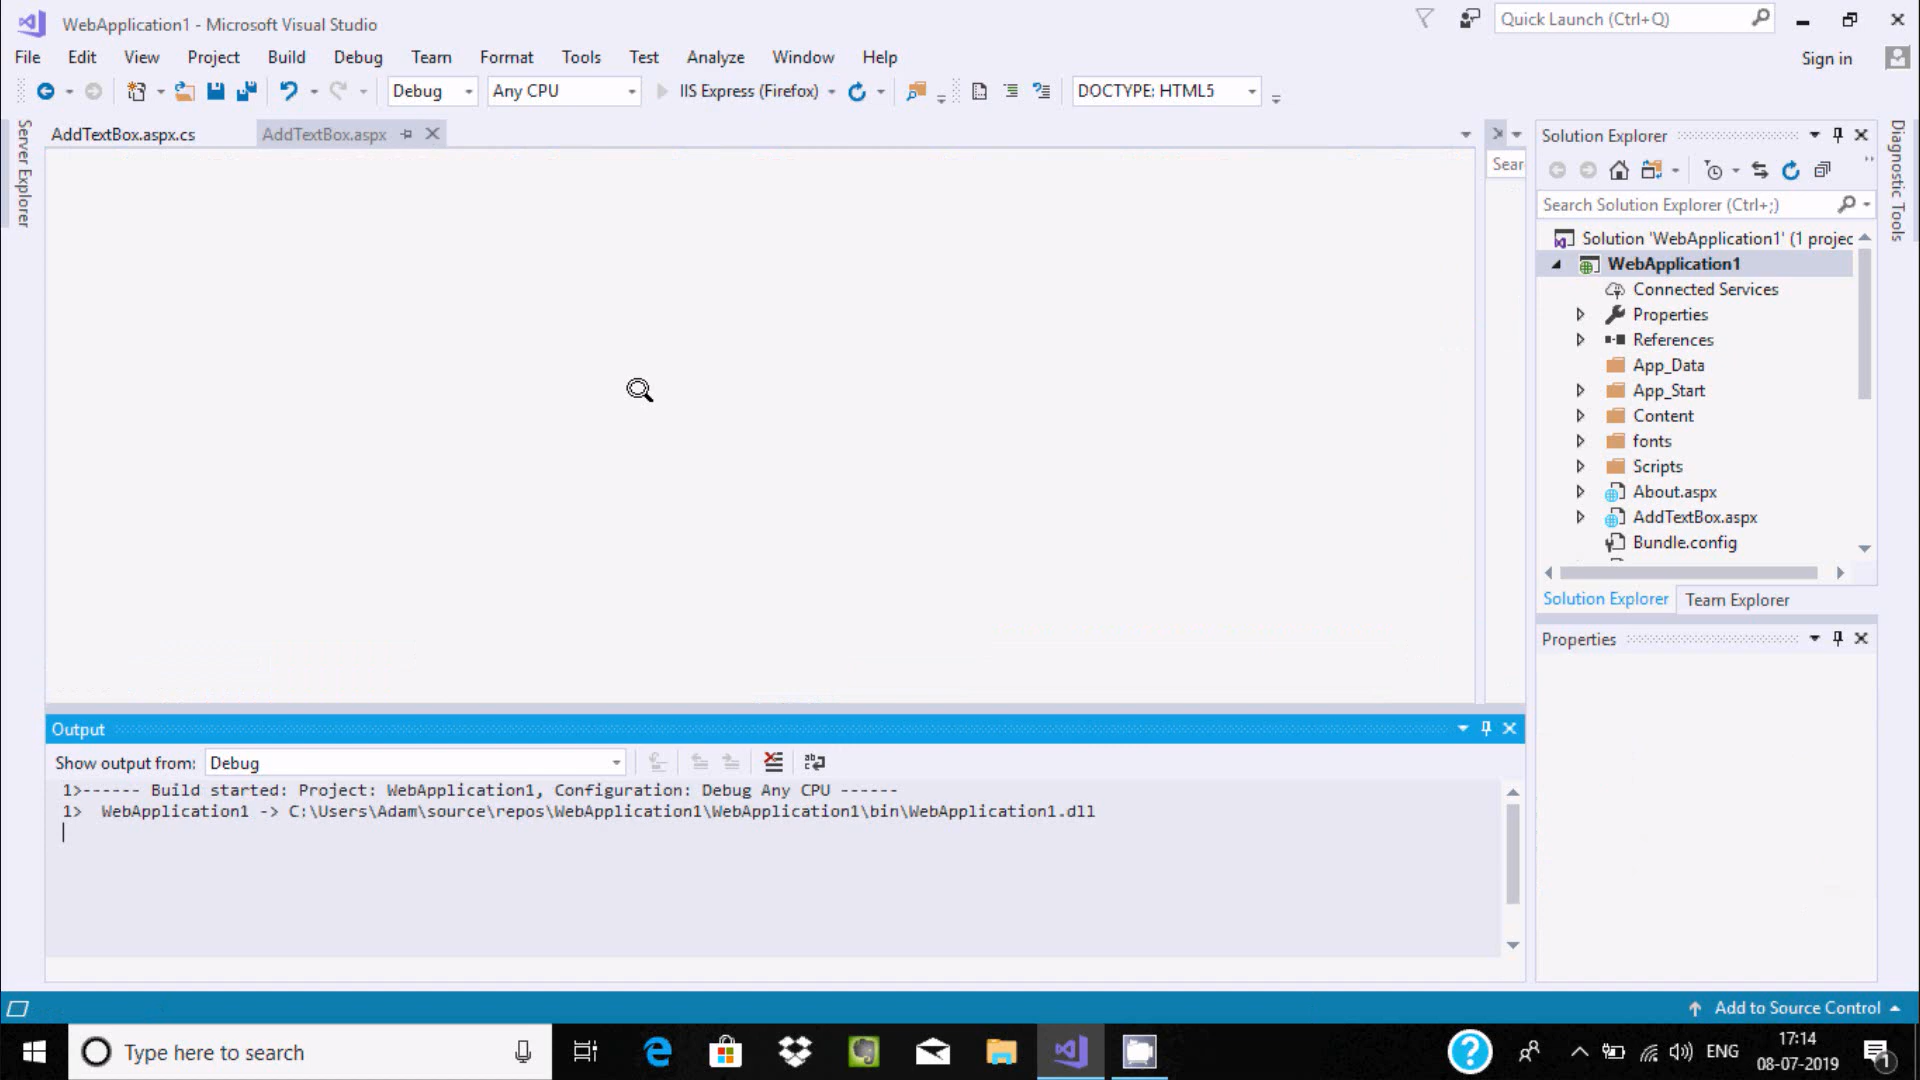 WebApplication1 - Microsoft Visual Studio
Quick Launch (Ctrl+Q)
File Edit View Project Build Debug Team Format Tools Test Analyze Window Help
Sign in
Debug Any CPU IIS Express (Firefox) DOCTYPE: HTML5
Server Explorer
AddTextBox.aspx.cs AddTextBox.aspx
Sear
Solution Explorer
Search Solution Explorer (Ctrl+;)
Solution 'WebApplication1' (1 projec
WebApplication1
Connected Services
Properties
References
App_Data
App_Start
Content
fonts
Scripts
About.aspx
AddTextBox.aspx
Bundle.config
Solution Explorer Team Explorer
Properties
Diagnostic Tools
Output
Show output from: Debug
1>------ Build started: Project: WebApplication1, Configuration: Debug Any CPU ------
1> WebApplication1 -> C:\Users\Adam\source\repos\WebApplication1\WebApplication1\bin\WebApplication1.dll
Add to Source Control
Type here to search
ENG
17:14
08-07-2019
1